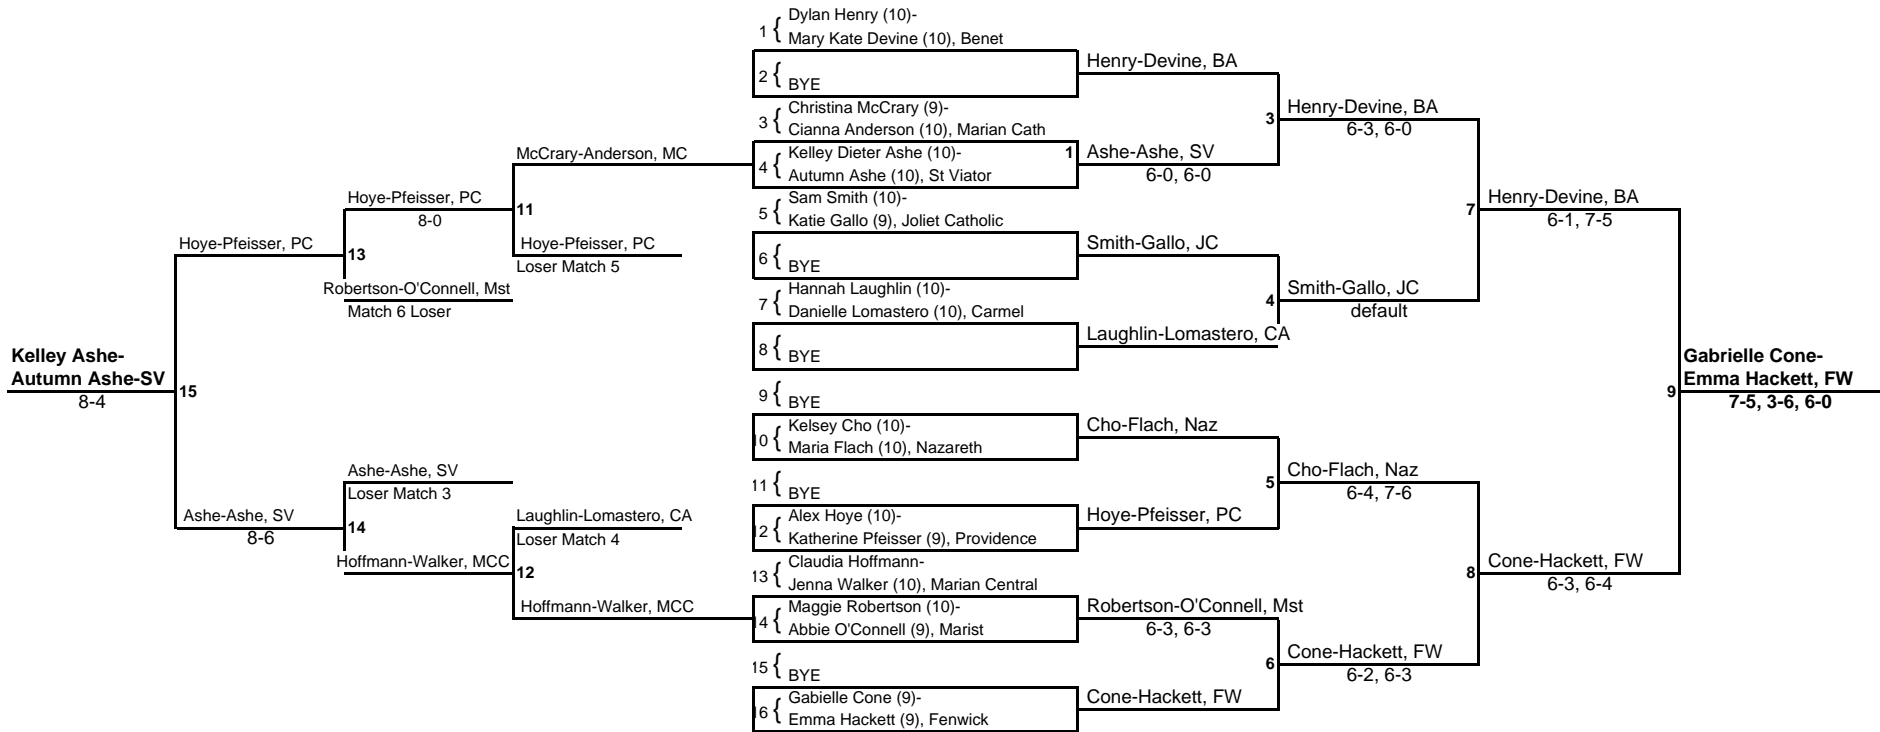 Dylan Henry (10)-
1 { Mary Kate Devine (10), Benet
Henry-Devine, BA
2 { BYE
Christina McCrary (9)-
3 { Cianna Anderson (10), Marian Cath
3
Henry-Devine, BA
6-3, 6-0
McCrary-Anderson, MC
Kelley Dieter Ashe (10)-
4 { Autumn Ashe (10), St Viator
1
Ashe-Ashe, SV
6-0, 6-0
Hoye-Pfeisser, PC
8-0
11
Sam Smith (10)-
5 { Katie Gallo (9), Joliet Catholic
7
Henry-Devine, BA
6-1, 7-5
Hoye-Pfeisser, PC
13
Hoye-Pfeisser, PC
Loser Match 5
6 { BYE
Smith-Gallo, JC
Robertson-O'Connell, Mst
Match 6 Loser
Hannah Laughlin (10)-
7 { Danielle Lomastero (10), Carmel
4
Smith-Gallo, JC
default
8 { BYE
Laughlin-Lomastero, CA
Kelley Ashe-
Autumn Ashe-SV
8-4
15
9 { BYE
9
Gabrielle Cone-
Emma Hackett, FW
7-5, 3-6, 6-0
Kelsey Cho (10)-
10 { Maria Flach (10), Nazareth
Cho-Flach, Naz
Ashe-Ashe, SV
Loser Match 3
11 { BYE
5
Cho-Flach, Naz
6-4, 7-6
Ashe-Ashe, SV
8-6
14
Laughlin-Lomastero, CA
Loser Match 4
Alex Hoye (10)-
12 { Katherine Pfeisser (9), Providence
Hoye-Pfeisser, PC
Hoffmann-Walker, MCC
12
Claudia Hoffmann-
13 { Jenna Walker (10), Marian Central
8
Cone-Hackett, FW
6-3, 6-4
Hoffmann-Walker, MCC
Maggie Robertson (10)-
14 { Abbie O'Connell (9), Marist
Robertson-O'Connell, Mst
6-3, 6-3
15 { BYE
6
Cone-Hackett, FW
6-2, 6-3
Gabielle Cone (9)-
16 { Emma Hackett (9), Fenwick
Cone-Hackett, FW